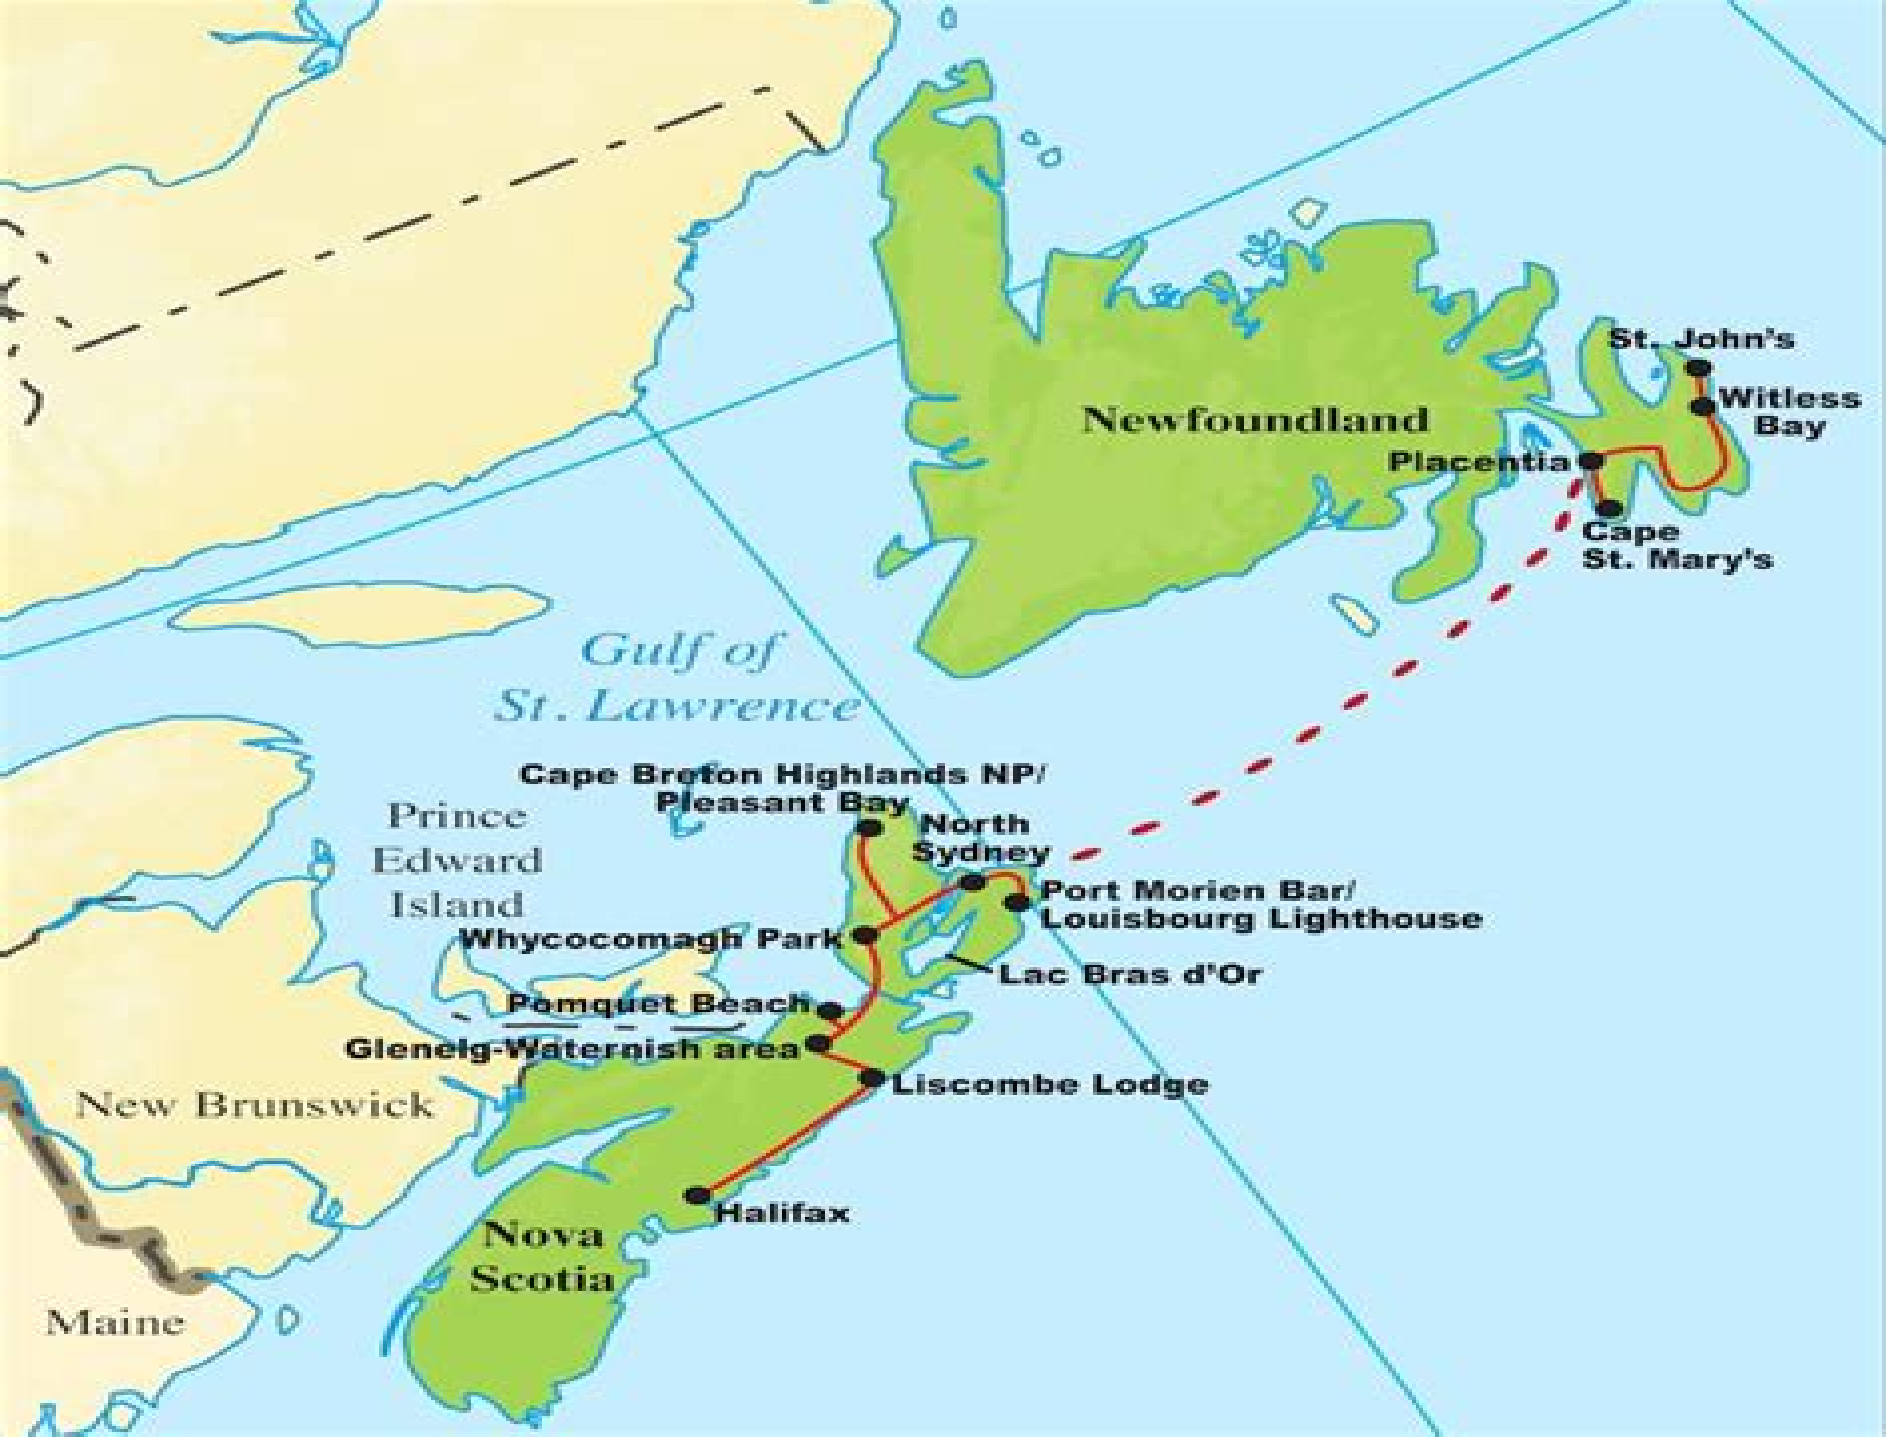 St. John's
Witless
Bay
Newfoundland
Placentia
Cape
St. Mary's
Gulf of
St. Lawrence
Cape Breton Highlands NP/
Pleasant Bay
Prince
Edward
Island
North
Sydney
Port Morien Bar/
Louisbourg Lighthouse
Whycocomagh Park
Lac Bras d'Or
Pomquet Beach
Glenelg-Waternish area
Liscombe Lodge
New Brunswick
Halifax
Nova
Scotia
Maine